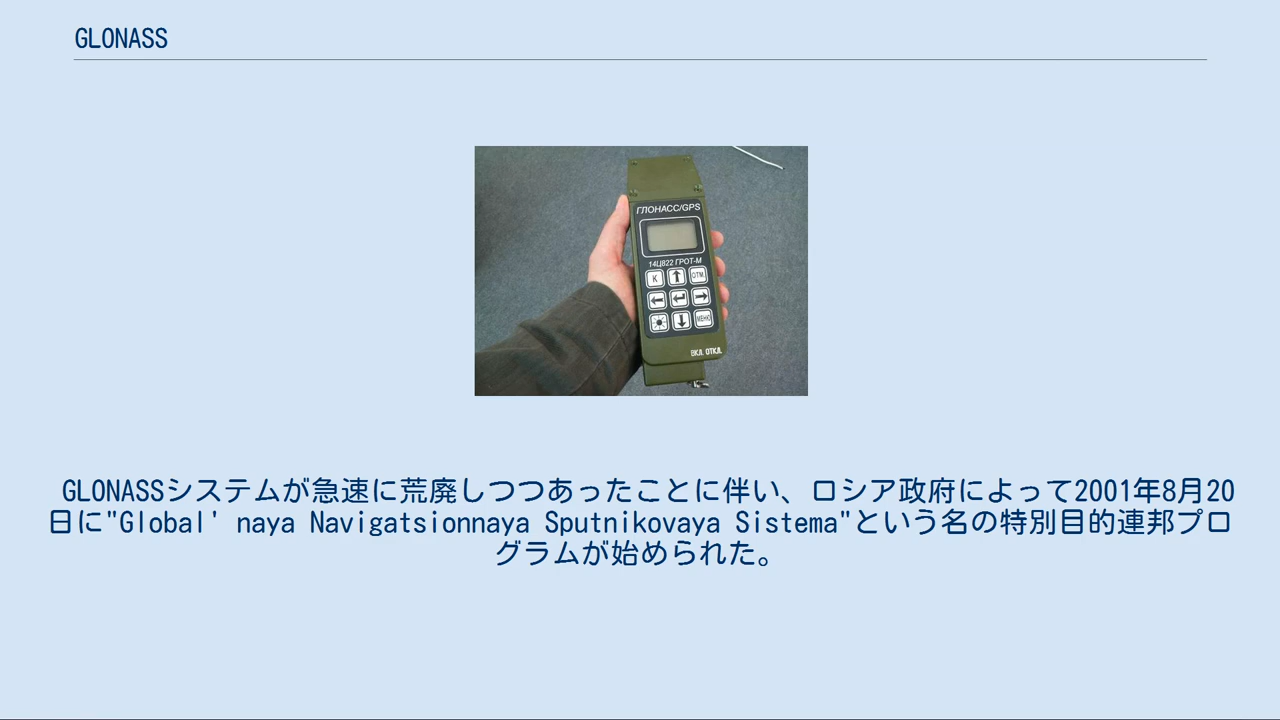 GLONASS
ГЛОНАСС/GPS
14Ц822 ГРОТ-М
К
ОТМ
МЕНЮ
ВКЛ. ОТКЛ.
GLONASSシステムが急速に荒廃しつつあったことに伴い、ロシア政府によって2001年8月20
日に"Global' naya Navigatsionnaya Sputnikovaya Sistema"という名の特別目的連邦プロ
グラムが始められた。